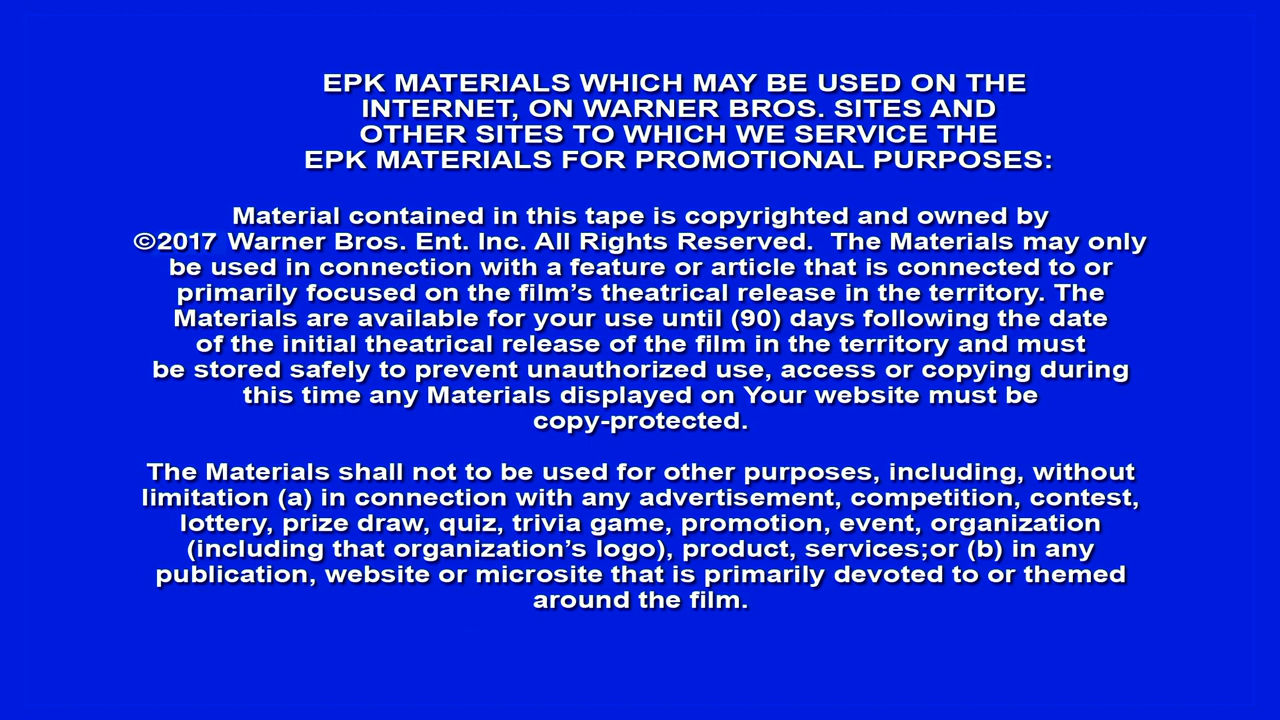 EPK MATERIALS WHICH MAY BE USED ON THE
INTERNET, ON WARNER BROS. SITES AND
OTHER SITES TO WHICH WE SERVICE THE
EPK MATERIALS FOR PROMOTIONAL PURPOSES:
Material contained in this tape is copyrighted and owned by
©2017 Warner Bros. Ent. Inc. All Rights Reserved.  The Materials may only
be used in connection with a feature or article that is connected to or
primarily focused on the film’s theatrical release in the territory. The
Materials are available for your use until (90) days following the date
of the initial theatrical release of the film in the territory and must
be stored safely to prevent unauthorized use, access or copying during
this time any Materials displayed on Your website must be
copy-protected.
The Materials shall not to be used for other purposes, including, without
limitation (a) in connection with any advertisement, competition, contest,
lottery, prize draw, quiz, trivia game, promotion, event, organization
(including that organization’s logo), product, services;or (b) in any
publication, website or microsite that is primarily devoted to or themed
around the film.